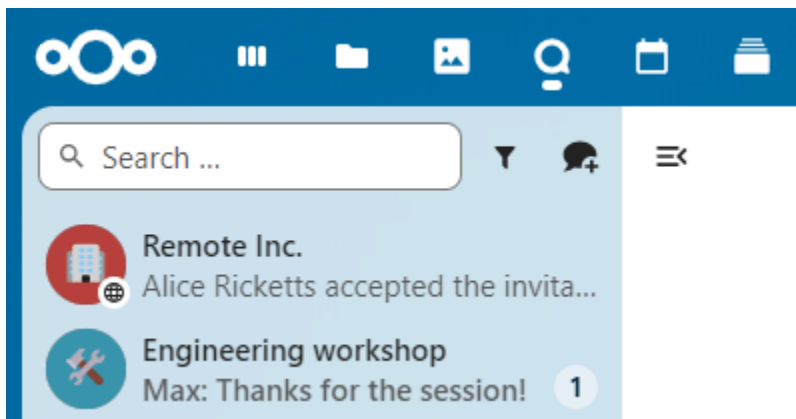 Search ...
Remote Inc.
Alice Ricketts accepted the invita...
Engineering workshop
Max: Thanks for the session!
1